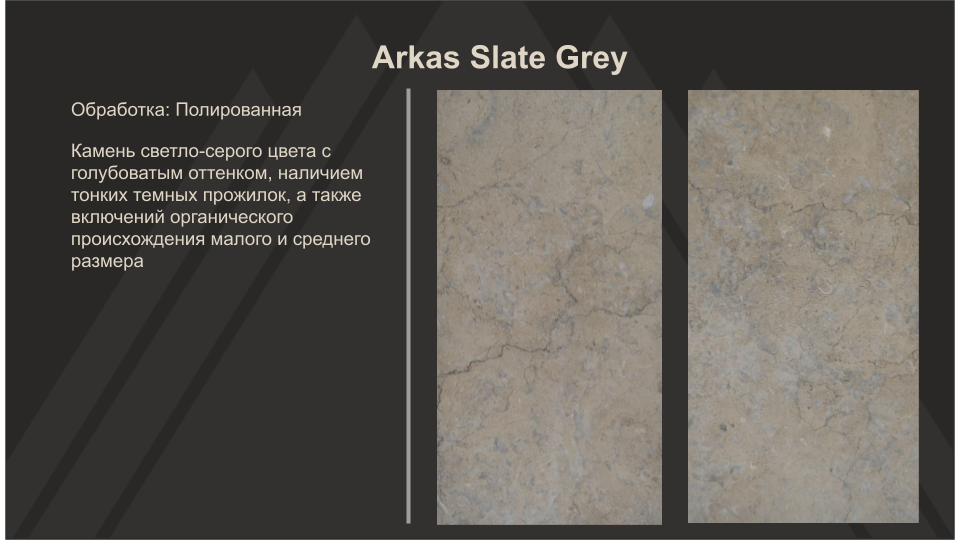 Arkas Slate Grey
Обработка: Полированная
Камень светло-серого цвета с
голубоватым оттенком, наличием
тонких темных прожилок, а также
включений органического
происхождения малого и среднего
размера